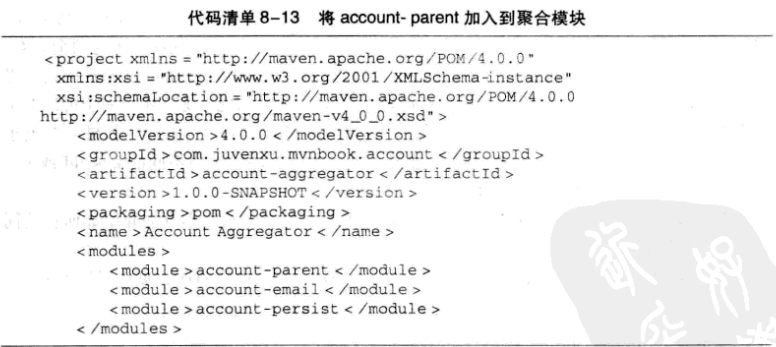 代码清单8-13 将 account-parent 加入到聚合模块
<project xmlns = "http://maven.apache.org/POM/4.0.0"
xmlns:xsi = "http://www.w3.org/2001/XMLSchema-instance"
xsi:schemaLocation = "http://maven.apache.org/POM/4.0.0
http://maven.apache.org/maven-v4_0_0.xsd" >
<modelVersion >4.0.0 < /modelVersion >
<groupId >com.juvenxu.mvnbook.account < /groupId >
<artifactId >account-aggregator < /artifactId >
<version >1.0.0-SNAPSHOT < /version >
<packaging >pom < /packaging >
<name >Account Aggregator < /name >
<modules >
<module >account-parent < /module >
<module >account-email < /module >
<module >account-persist < /module >
< /modules >